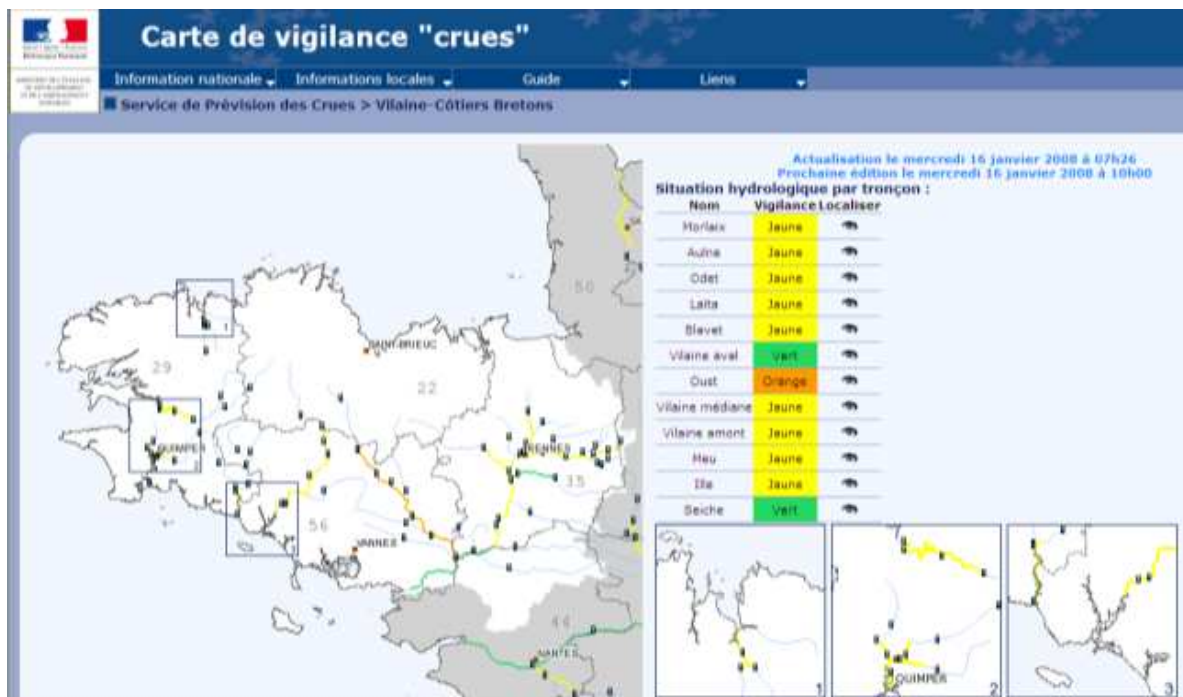 Carte de vigilance "crues"
Information nationale Informations locales Guide Liens
Service de Prévision des Crues > Vilaine-Côtiers Bretons
Actualisation le mercredi 16 janvier 2008 à 07h26
Prochaine édition le mercredi 16 janvier 2008 à 10h00
Situation hydrologique par tronçon :
Nom Vigilance Localiser
Morlaix Jaune
Aulne Jaune
Odet Jaune
Laita Jaune
Blavet Jaune
Vilaine aval Vert
Oust Orange
Vilaine médiane Jaune
Vilaine amont Jaune
Meu Jaune
Ille Jaune
Seiche Vert
50
SAINT-BRIEUC
29
22
QUIMPER
RENNES
35
56
VANNES
44
NANTES
QUIMPER
1 2 3